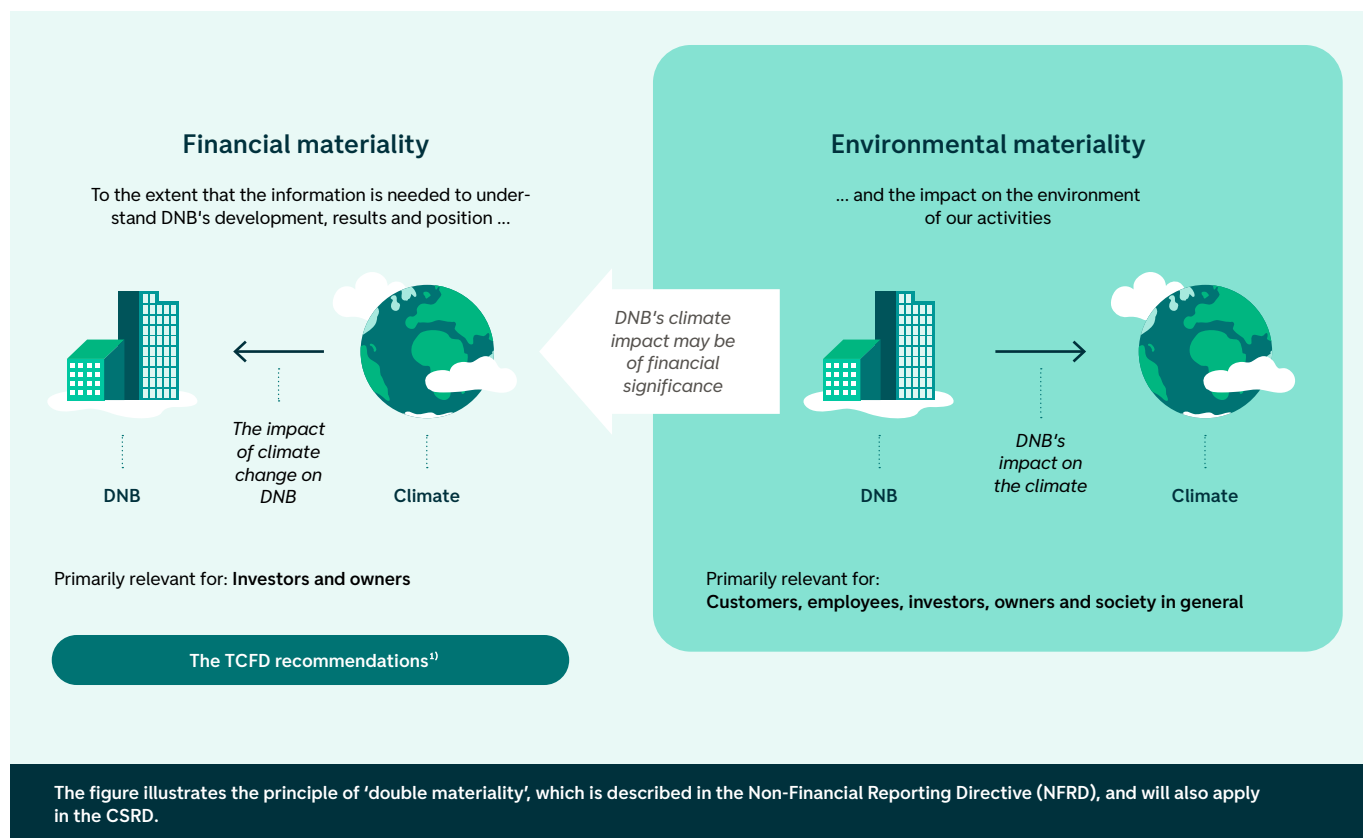 Financial materiality
To the extent that the information is needed to under-
stand DNB's development, results and position ...
The impact
of climate
change on
DNB
DNB
Climate
Primarily relevant for: Investors and owners
The TCFD recommendations¹⁾
DNB's climate
impact may be
of financial
significance
Environmental materiality
... and the impact on the environment
of our activities
DNB's
impact on
the climate
DNB
Climate
Primarily relevant for:
Customers, employees, investors, owners and society in general
The figure illustrates the principle of ‘double materiality’, which is described in the Non-Financial Reporting Directive (NFRD), and will also apply
in the CSRD.